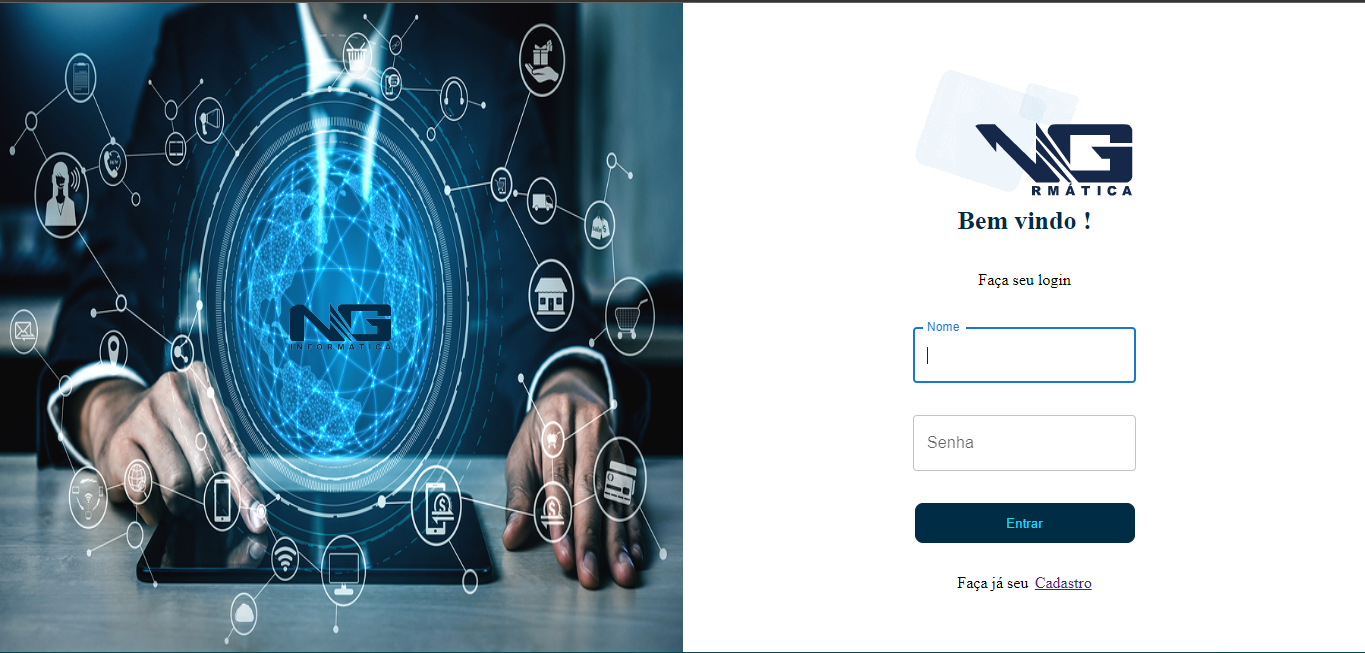 NG
INFORMÁTICA
NG
RMÁTICA
Bem vindo !
Faça seu login
Nome
Senha
Entrar
Faça já seu Cadastro